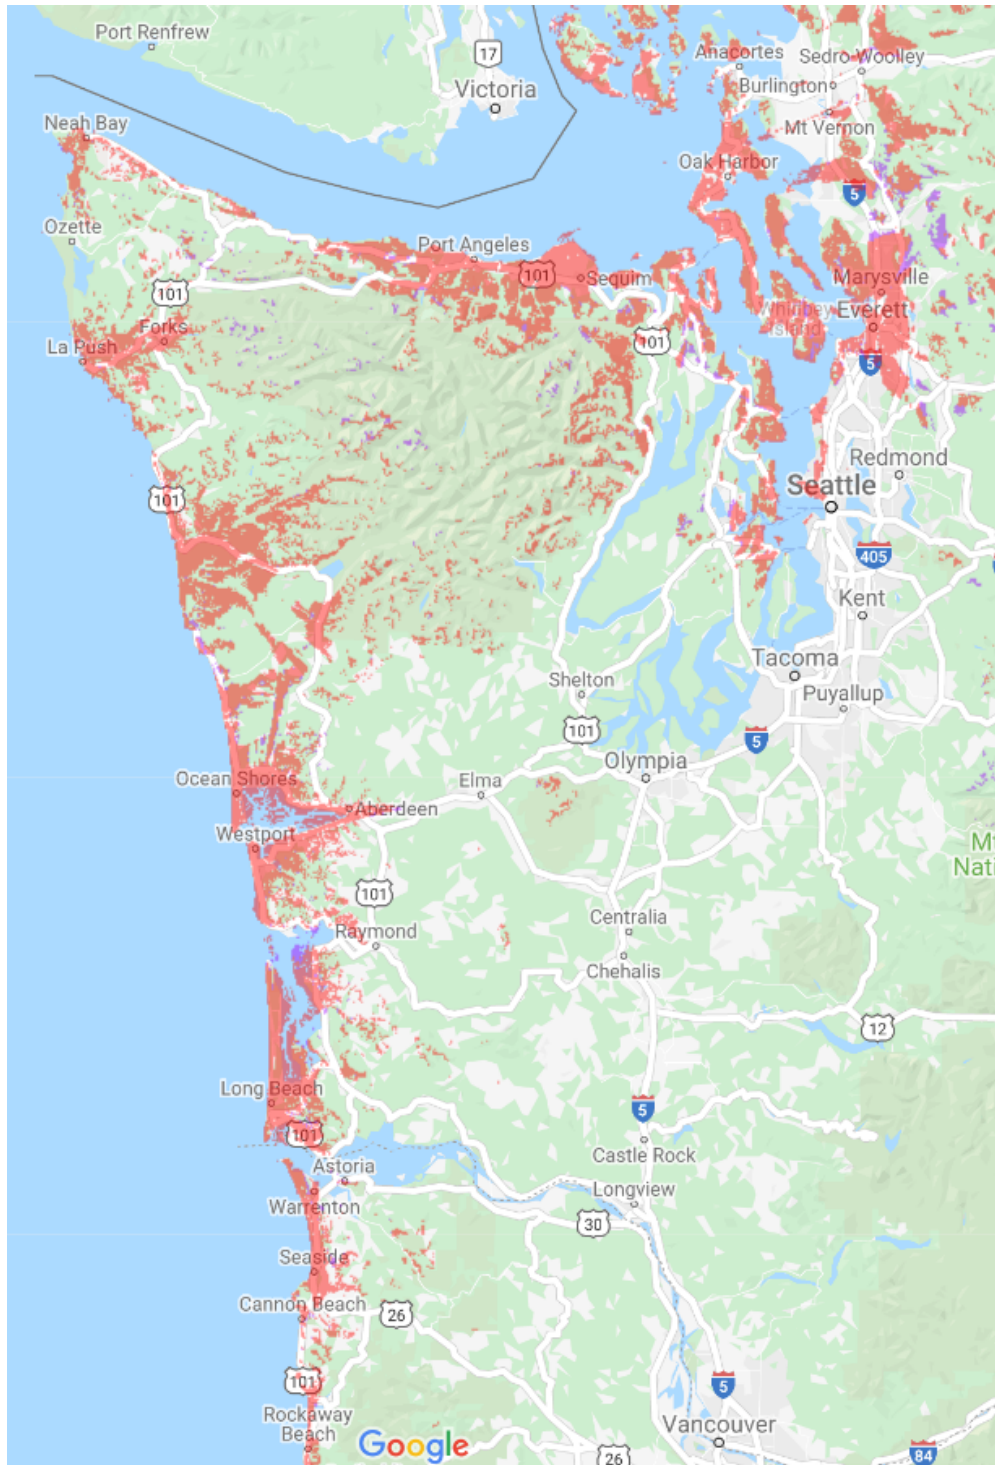 Port Renfrew
17
Victoria
Anacortes
Sedro-Woolley
Burlington
Mt Vernon
Neah Bay
Oak Harbor
5
Ozette
Port Angeles
101
Sequim
Marysville
101
Whidbey
Island
Everett
Forks
La Push
101
5
Redmond
Seattle
101
405
Kent
Tacoma
Shelton
Puyallup
101
5
Olympia
Ocean Shores
Elma
Aberdeen
Westport
Nati
101
Centralia
Raymond
Chehalis
12
Long Beach
5
101
Castle Rock
Astoria
Longview
Warrenton
30
Seaside
Cannon Beach
26
101
5
Rockaway
Beach
Vancouver
Google
26
84